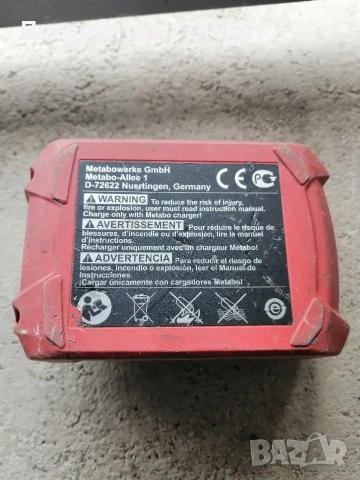 Metabowerke GmbH
Metabo-Allee 1
D-72622 Nuertingen, Germany
CE
WARNING To reduce the risk of injury,
fire or explosion, user must read instruction manual.
Charge only with Metabo charger!
AVERTISSEMENT Pour réduire le risque de
blessures, d'incendie ou d'explosion, lire le manuel
d'instructions.
Recharger uniquement avec un chargeur Metabo!
ADVERTENCIA Para reducir el riesgo de
lesiones, incendio o explosión, leer el Manual de
Instrucciones.
¡Cargar únicamente con cargadores Metabo!
BAZAR
bg